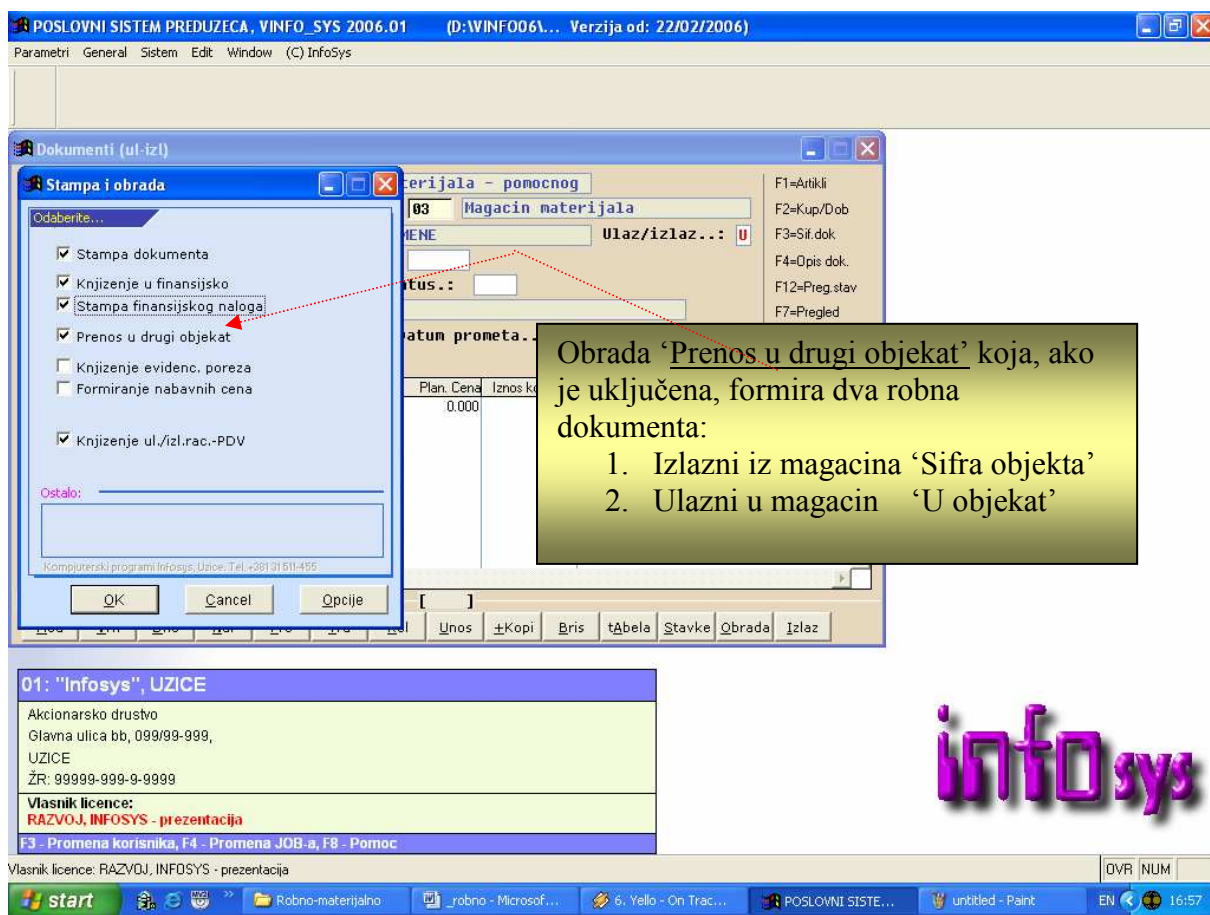 POSLOVNI SISTEM PREDUZECA, VINFO_SYS 2006.01 (D:\WINFO06\... Verzija od: 22/02/2006)
Parametri General Sistem Edit Window (C) InfoSys
Dokumenti (ul-izl)
Stampa i obrada
Odaberite...
Stampa dokumenta
Knjizenje u finansijsko
Stampa finansijskog naloga
Prenos u drugi objekat
Knjizenje evidenc. poreza
Formiranje nabavnih cena
Knjizenje ul./izl.rac.-PDV
Ostalo:
Kompjuterski programi Infosys, Uzice. Tel. +381 31 511-455
OK Cancel Opcije
terijala - pomocnog
03 Magacin materijala
MENE Ulaz/izlaz..: U
atus.:
atum prometa..
Plan. Cena Iznos ko
0.000
[ ]
Unos +Kopi Bris tAbela Stavke Obrada Izlaz
F1=Artikli
F2=Kup/Dob
F3=Sif.dok
F4=Opis dok.
F12=Preg.stav
F7=Pregled
Obrada ‘Prenos u drugi objekat’ koja, ako
je uključena, formira dva robna
dokumenta:
1. Izlazni iz magacina ‘Sifra objekta’
2. Ulazni u magacin ‘U objekat’
01: "Infosys", UZICE
Akcionarsko drustvo
Glavna ulica bb, 099/99-999,
UZICE
ŽR: 99999-999-9-9999
Vlasnik licence:
RAZVOJ, INFOSYS - prezentacija
F3 - Promena korisnika, F4 - Promena JOB-a, F8 - Pomoc
infosys
Vlasnik licence: RAZVOJ, INFOSYS - prezentacija
OVR NUM
start Robno-materijalno _robno - Microsof... 6. Yello - On Trac... POSLOVNI SISTE... untitled - Paint EN 16:57